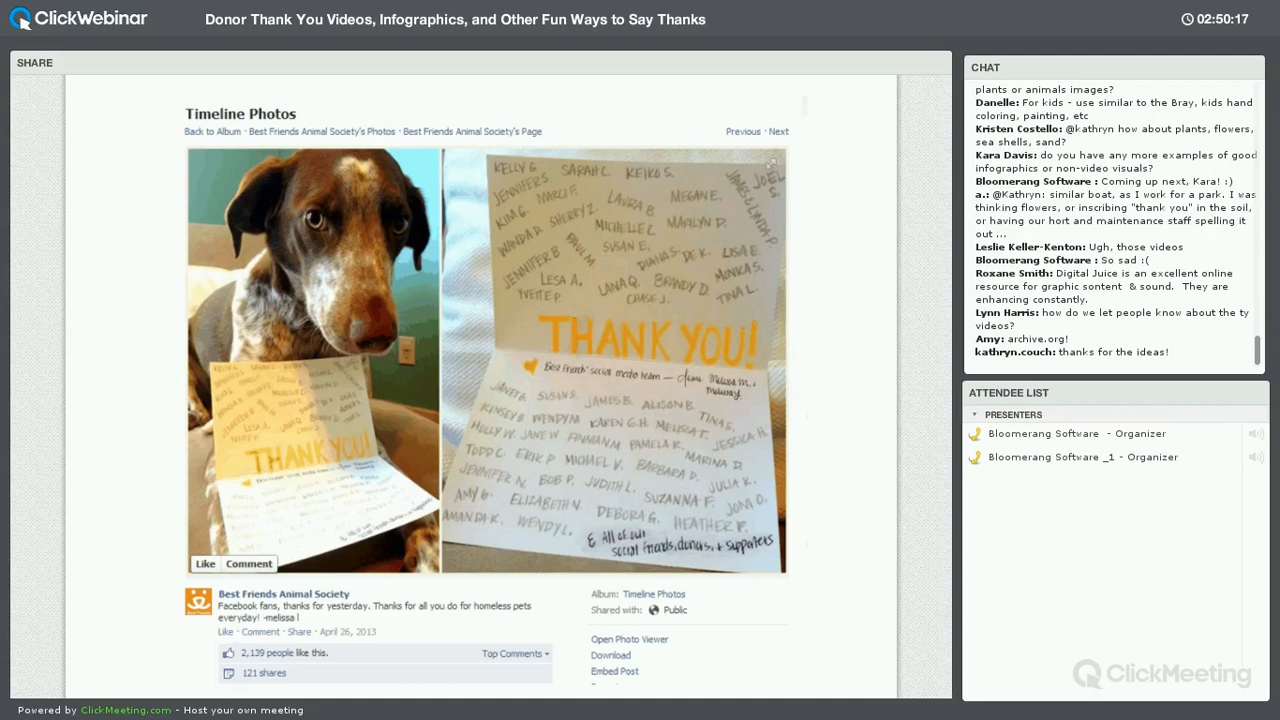 ClickWebinar
Donor Thank You Videos, Infographics, and Other Fun Ways to Say Thanks
02:50:17
SHARE
Timeline Photos
Back to Album · Best Friends Animal Society's Photos · Best Friends Animal Society's Page
Previous · Next
KELLY G. SARAH C. KEIKO S.
JENNIFER S. MARCI F. LAURA B. MEGAN E. JOEL
KIM G. SHERRY Z. MICHELLE C. MARILYN D.
WANDA D. PAUL M. SUSAN E. DIANA S. DE K. LISA E.
JENNIFER B. LESA A. LANA Q. BRANDY D. MONICA S.
YVETTE P. CHASE J. TINA L.
THANK YOU!
Best Friends' social media team —
JANET G. SUSAN S. JAMES B. ALISON B. TINA S.
KINSEY B. WENDY M. KAREN G.H. MELISSA T. JESSICA H.
HOLLY W. JANE W. FINNIAN M. PAMELA K. MARINA D.
TODD C. ERIK P. MICHAEL V. BARBARA D. JULIA K.
JENNIFER N. BOB P. JUDITH L. SUZANNA F. JONI O.
AMY G. ELIZABETH N. DEBORA G. HEATHER P.
AMANDA K. WENDY L.
& All of our
social friends, donors, + supporters
THANK YOU!
Like Comment
Best Friends Animal Society
Facebook fans, thanks for yesterday. Thanks for all you do for homeless pets
everyday! -melissa l
Like · Comment · Share · April 26, 2013
2,139 people like this.
Top Comments
121 shares
Album: Timeline Photos
Shared with: Public
Open Photo Viewer
Download
Embed Post
CHAT
plants or animals images?
Danelle: For kids - use similar to the Bray, kids hand
coloring, painting, etc
Kristen Costello: @kathryn how about plants, flowers,
sea shells, sand?
Kara Davis: do you have any more examples of good
infographics or non-video visuals?
Bloomerang Software : Coming up next, Kara! :)
a.: @Kathryn: similar boat, as I work for a park. I was
thinking flowers, or inscribing "thank you" in the soil,
or having our hort and maintenance staff spelling it
out ...
Leslie Keller-Kenton: Ugh, those videos
Bloomerang Software : So sad :(
Roxane Smith: Digital Juice is an excellent online
resource for graphic sontent & sound. They are
enhancing constantly.
Lynn Harris: how do we let people know about the ty
videos?
Amy: archive.org!
kathryn.couch: thanks for the ideas!
ATTENDEE LIST
PRESENTERS
Bloomerang Software - Organizer
Bloomerang Software _1 - Organizer
ClickMeeting
Powered by ClickMeeting.com - Host your own meeting